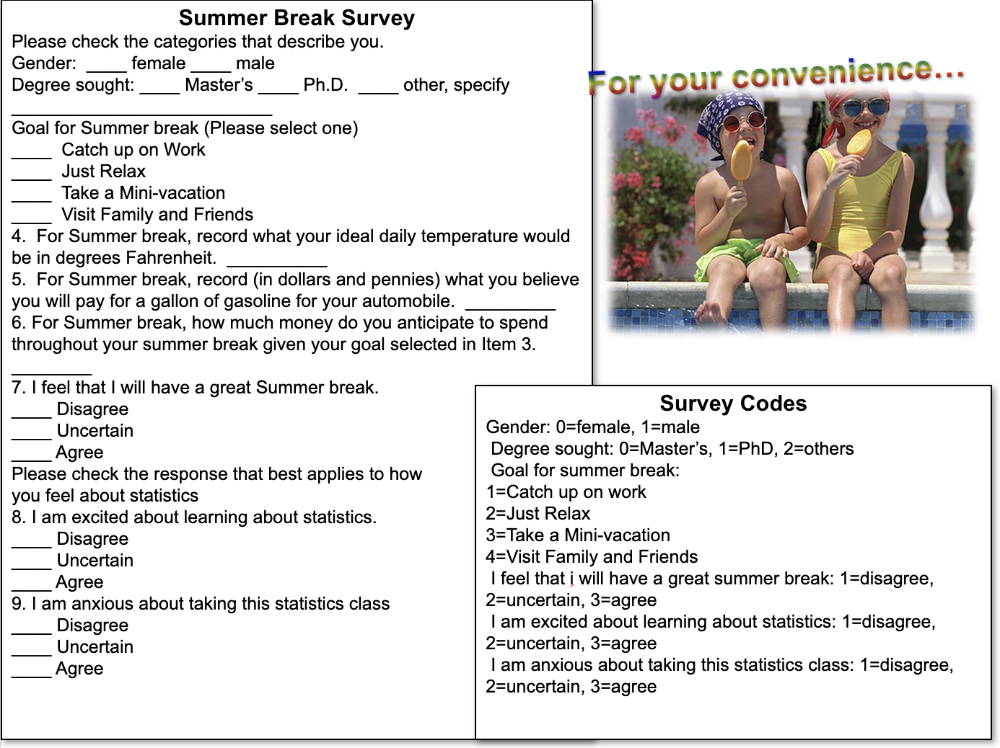 Summer Break Survey
Please check the categories that describe you.
Gender: ____ female ____ male
Degree sought: ____ Master’s ____ Ph.D. ____ other, specify
__________________________
Goal for Summer break (Please select one)
____ Catch up on Work
____ Just Relax
____ Take a Mini-vacation
____ Visit Family and Friends
4. For Summer break, record what your ideal daily temperature would
be in degrees Fahrenheit. __________
5. For Summer break, record (in dollars and pennies) what you believe
you will pay for a gallon of gasoline for your automobile. _________
6. For Summer break, how much money do you anticipate to spend
throughout your summer break given your goal selected in Item 3.
________
7. I feel that I will have a great Summer break.
____ Disagree
____ Uncertain
____ Agree
Please check the response that best applies to how
you feel about statistics
8. I am excited about learning about statistics.
____ Disagree
____ Uncertain
____ Agree
9. I am anxious about taking this statistics class
____ Disagree
____ Uncertain
____ Agree
For your convenience...
Survey Codes
Gender: 0=female, 1=male
Degree sought: 0=Master’s, 1=PhD, 2=others
Goal for summer break:
1=Catch up on work
2=Just Relax
3=Take a Mini-vacation
4=Visit Family and Friends
I feel that i will have a great summer break: 1=disagree,
2=uncertain, 3=agree
I am excited about learning about statistics: 1=disagree,
2=uncertain, 3=agree
I am anxious about taking this statistics class: 1=disagree,
2=uncertain, 3=agree